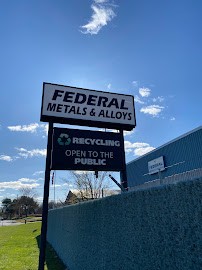 FEDERAL
METALS & ALLOYS
RECYCLING
OPEN TO THE
PUBLIC